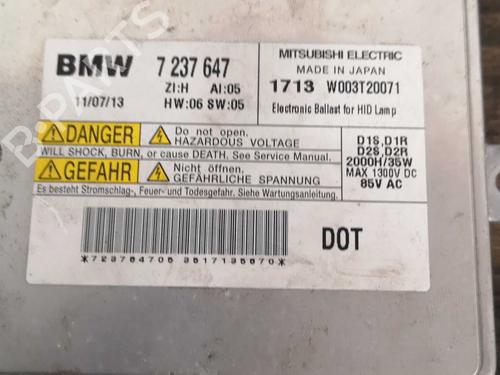 BMW 7 237 647
ZI:H AI:05
11/07/13 HW:06 SW:05
MITSUBISHI ELECTRIC
MADE IN JAPAN
1713 W003T20071
Electronic Ballast for HID Lamp
DANGER Do not open.
HAZARDOUS VOLTAGE
WILL SHOCK, BURN, or cause DEATH. See Service Manual.
GEFAHR Nicht öffnen.
GEFÄHRLICHE SPANNUNG
Es besteht Stromschlag-, Feuer- und Todesgefahr. Siehe Wartungsanleitung.
D1S,D1R
D2S,D2R
2000H/35W
MAX 1300V DC
85V AC
DOT
B-PARTS